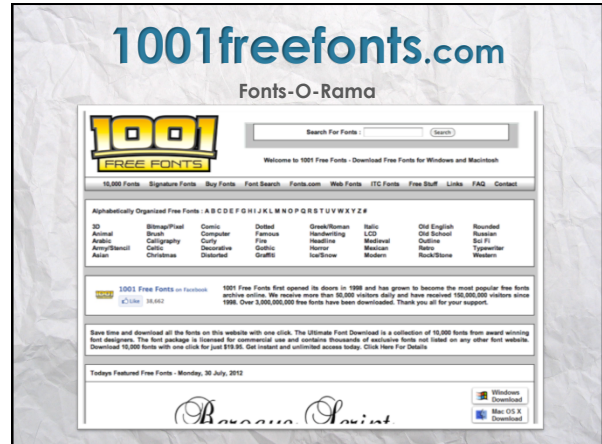 1001freefonts.com
Fonts-O-Rama
1001
FREE FONTS
Search For Fonts : Search
Welcome to 1001 Free Fonts - Download Free Fonts for Windows and Macintosh
10,000 Fonts Signature Fonts Buy Fonts Font Search Fonts.com Web Fonts ITC Fonts Free Stuff Links FAQ Contact
Alphabetically Organized Free Fonts : A B C D E F G H I J K L M N O P Q R S T U V W X Y Z #
3D Bitmap/Pixel Comic Dotted Greek/Roman Italic Old English Rounded
Animal Brush Computer Famous Handwriting LCD Old School Russian
Arabic Calligraphy Curly Fire Headline Medieval Outline Sci Fi
Army/Stencil Celtic Decorative Gothic Horror Mexican Retro Typewriter
Asian Christmas Distorted Graffiti Ice/Snow Modern Rock/Stone Western
1001 Free Fonts on Facebook
Like 38,662
1001 Free Fonts first opened its doors in 1998 and has grown to become the most popular free fonts
archive online. We receive more than 50,000 visitors daily and have received 150,000,000 visitors since
1998. Over 3,000,000,000 free fonts have been downloaded. Thank you all for your support.
Save time and download all the fonts on this website with one click. The Ultimate Font Download is a collection of 10,000 fonts from award winning
font designers. The font package is licensed for commercial use and contains thousands of exclusive fonts not listed on any other font website.
Download 10,000 fonts with one click for just $19.95. Get instant and unlimited access today. Click Here For Details
Todays Featured Free Fonts - Monday, 30 July, 2012
Baroque Script
Windows
Download
Mac OS X
Download